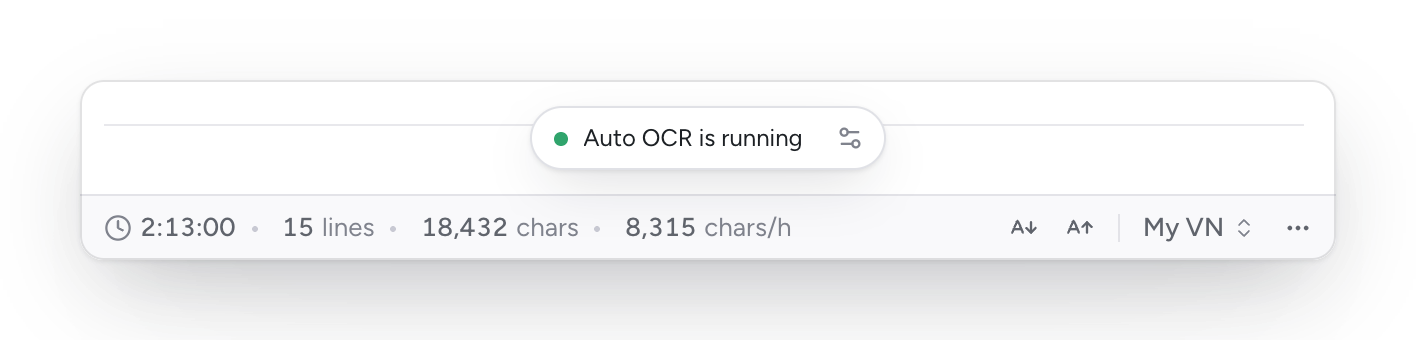 Auto OCR is running
2:13:00 • 15 lines • 18,432 chars • 8,315 chars/h A↓ A↑ My VN